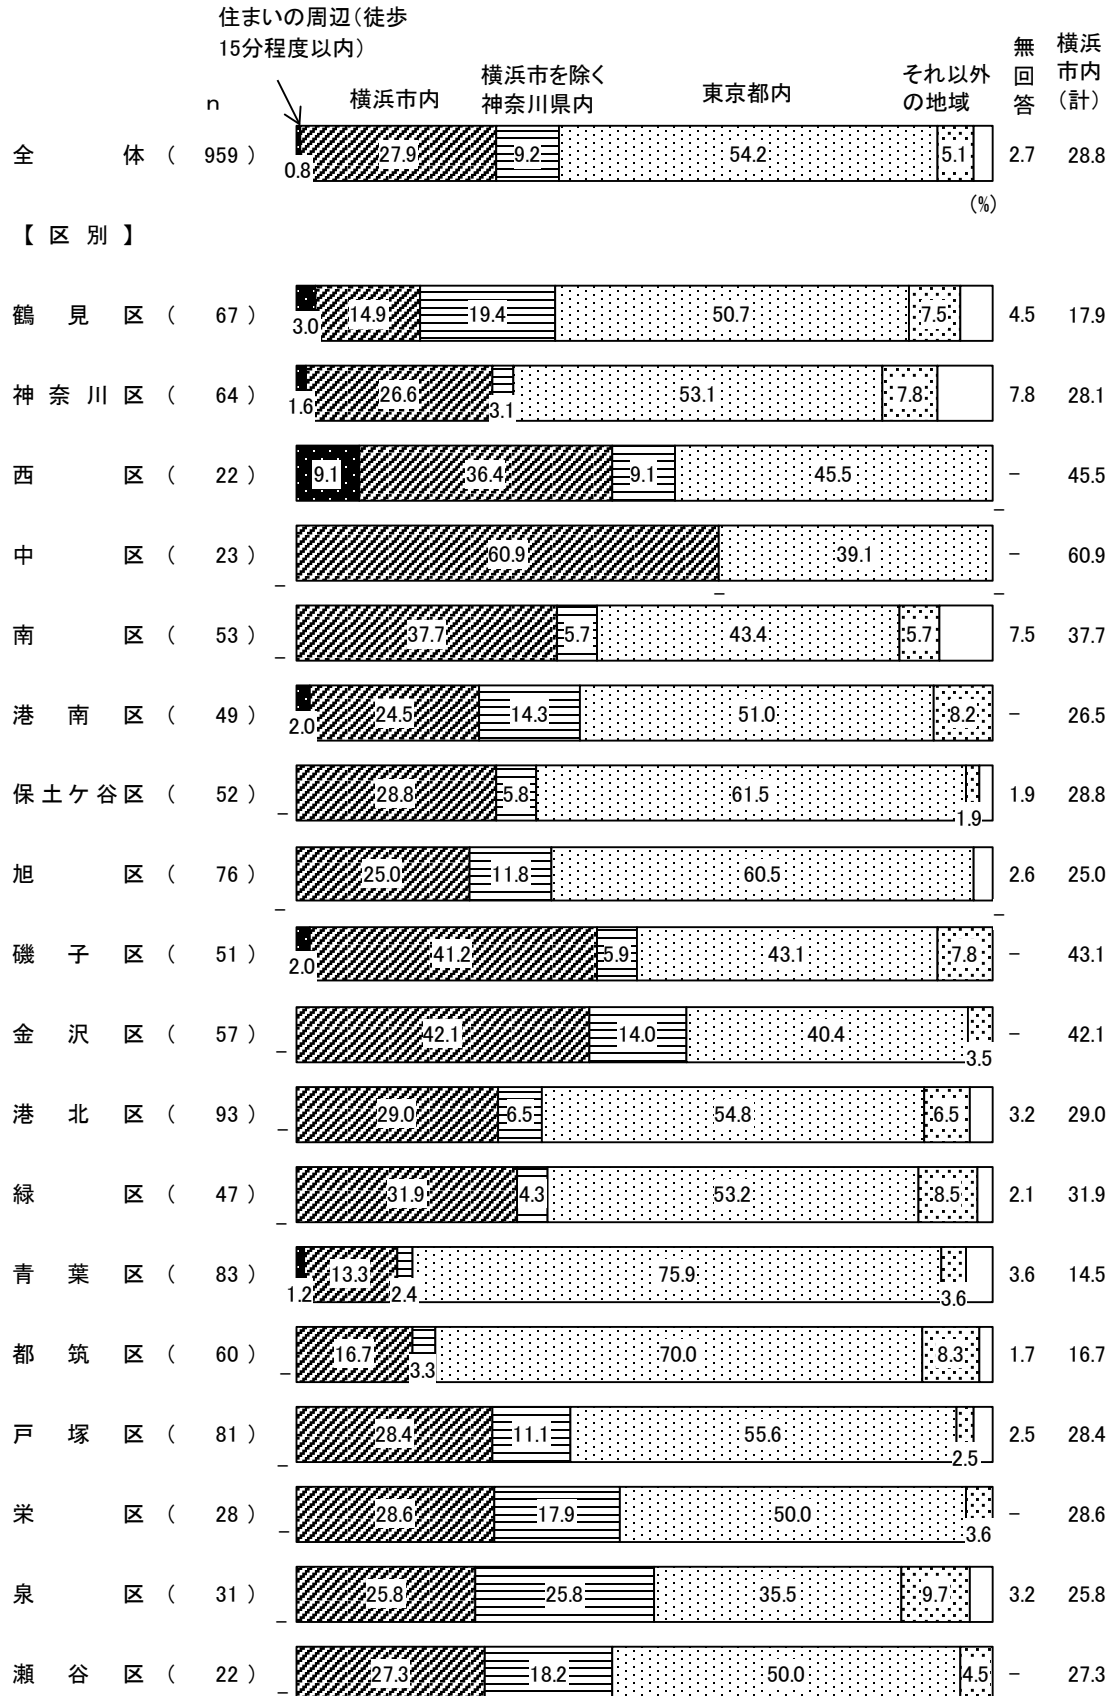 住まいの周辺（徒歩
15分程度以内）
n
横浜市内
横浜市を除く
神奈川県内
東京都内
それ以外
の地域
無回答
横浜
市内
（計）
全体（ 959 ） 0.8 27.9 9.2 54.2 5.1 2.7 28.8
(%)
【区別】
鶴見区（ 67 ） 3.0 14.9 19.4 50.7 7.5 4.5 17.9
神奈川区（ 64 ） 1.6 26.6 3.1 53.1 7.8 7.8 28.1
西区（ 22 ） 9.1 36.4 9.1 45.5 － － 45.5
中区（ 23 ） － 60.9 － 39.1 － － 60.9
南区（ 53 ） － 37.7 5.7 43.4 5.7 7.5 37.7
港南区（ 49 ） 2.0 24.5 14.3 51.0 8.2 － 26.5
保土ケ谷区（ 52 ） － 28.8 5.8 61.5 1.9 1.9 28.8
旭区（ 76 ） － 25.0 11.8 60.5 － 2.6 25.0
磯子区（ 51 ） 2.0 41.2 5.9 43.1 7.8 － 43.1
金沢区（ 57 ） － 42.1 14.0 40.4 3.5 － 42.1
港北区（ 93 ） － 29.0 6.5 54.8 6.5 3.2 29.0
緑区（ 47 ） － 31.9 4.3 53.2 8.5 2.1 31.9
青葉区（ 83 ） 1.2 13.3 2.4 75.9 3.6 3.6 14.5
都筑区（ 60 ） － 16.7 3.3 70.0 8.3 1.7 16.7
戸塚区（ 81 ） － 28.4 11.1 55.6 2.5 2.5 28.4
栄区（ 28 ） － 28.6 17.9 50.0 3.6 － 28.6
泉区（ 31 ） － 25.8 25.8 35.5 9.7 3.2 25.8
瀬谷区（ 22 ） － 27.3 18.2 50.0 4.5 － 27.3